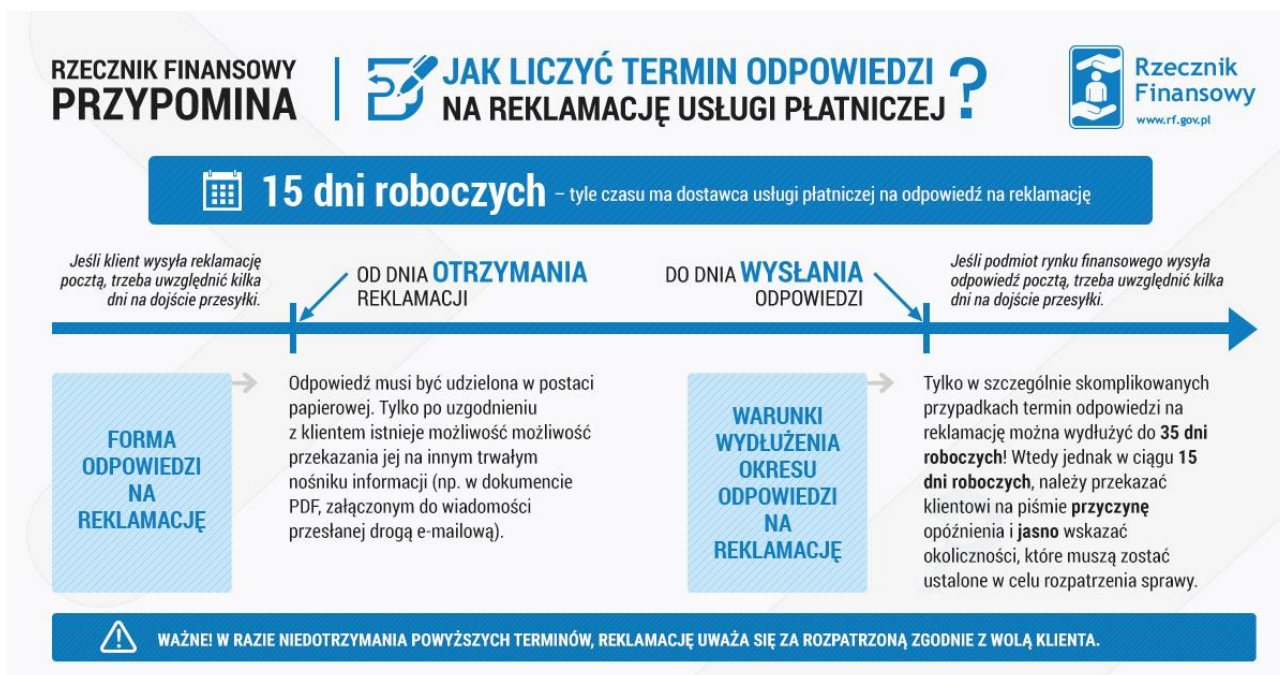 RZECZNIK FINANSOWY
PRZYPOMINA
JAK LICZYĆ TERMIN ODPOWIEDZI
NA REKLAMACJĘ USŁUGI PŁATNICZEJ ?
Rzecznik
Finansowy
www.rf.gov.pl
15 dni roboczych – tyle czasu ma dostawca usługi płatniczej na odpowiedź na reklamację
Jeśli klient wysyła reklamację
pocztą, trzeba uwzględnić kilka
dni na dojście przesyłki.
OD DNIA OTRZYMANIA
REKLAMACJI
DO DNIA WYSŁANIA
ODPOWIEDZI
Jeśli podmiot rynku finansowego wysyła
odpowiedź pocztą, trzeba uwzględnić kilka
dni na dojście przesyłki.
FORMA
ODPOWIEDZI
NA
REKLAMACJĘ
Odpowiedź musi być udzielona w postaci
papierowej. Tylko po uzgodnieniu
z klientem istnieje możliwość możliwość
przekazania jej na innym trwałym
nośniku informacji (np. w dokumencie
PDF, załączonym do wiadomości
przesłanej drogą e-mailową).
WARUNKI
WYDŁUŻENIA
OKRESU
ODPOWIEDZI
NA
REKLAMACJĘ
Tylko w szczególnie skomplikowanych
przypadkach termin odpowiedzi na
reklamację można wydłużyć do 35 dni
roboczych! Wtedy jednak w ciągu 15
dni roboczych, należy przekazać
klientowi na piśmie przyczynę
opóźnienia i jasno wskazać
okoliczności, które muszą zostać
ustalone w celu rozpatrzenia sprawy.
WAŻNE! W RAZIE NIEDOTRZYMANIA POWYŻSZYCH TERMINÓW, REKLAMACJĘ UWAŻA SIĘ ZA ROZPATRZONĄ ZGODNIE Z WOLĄ KLIENTA.